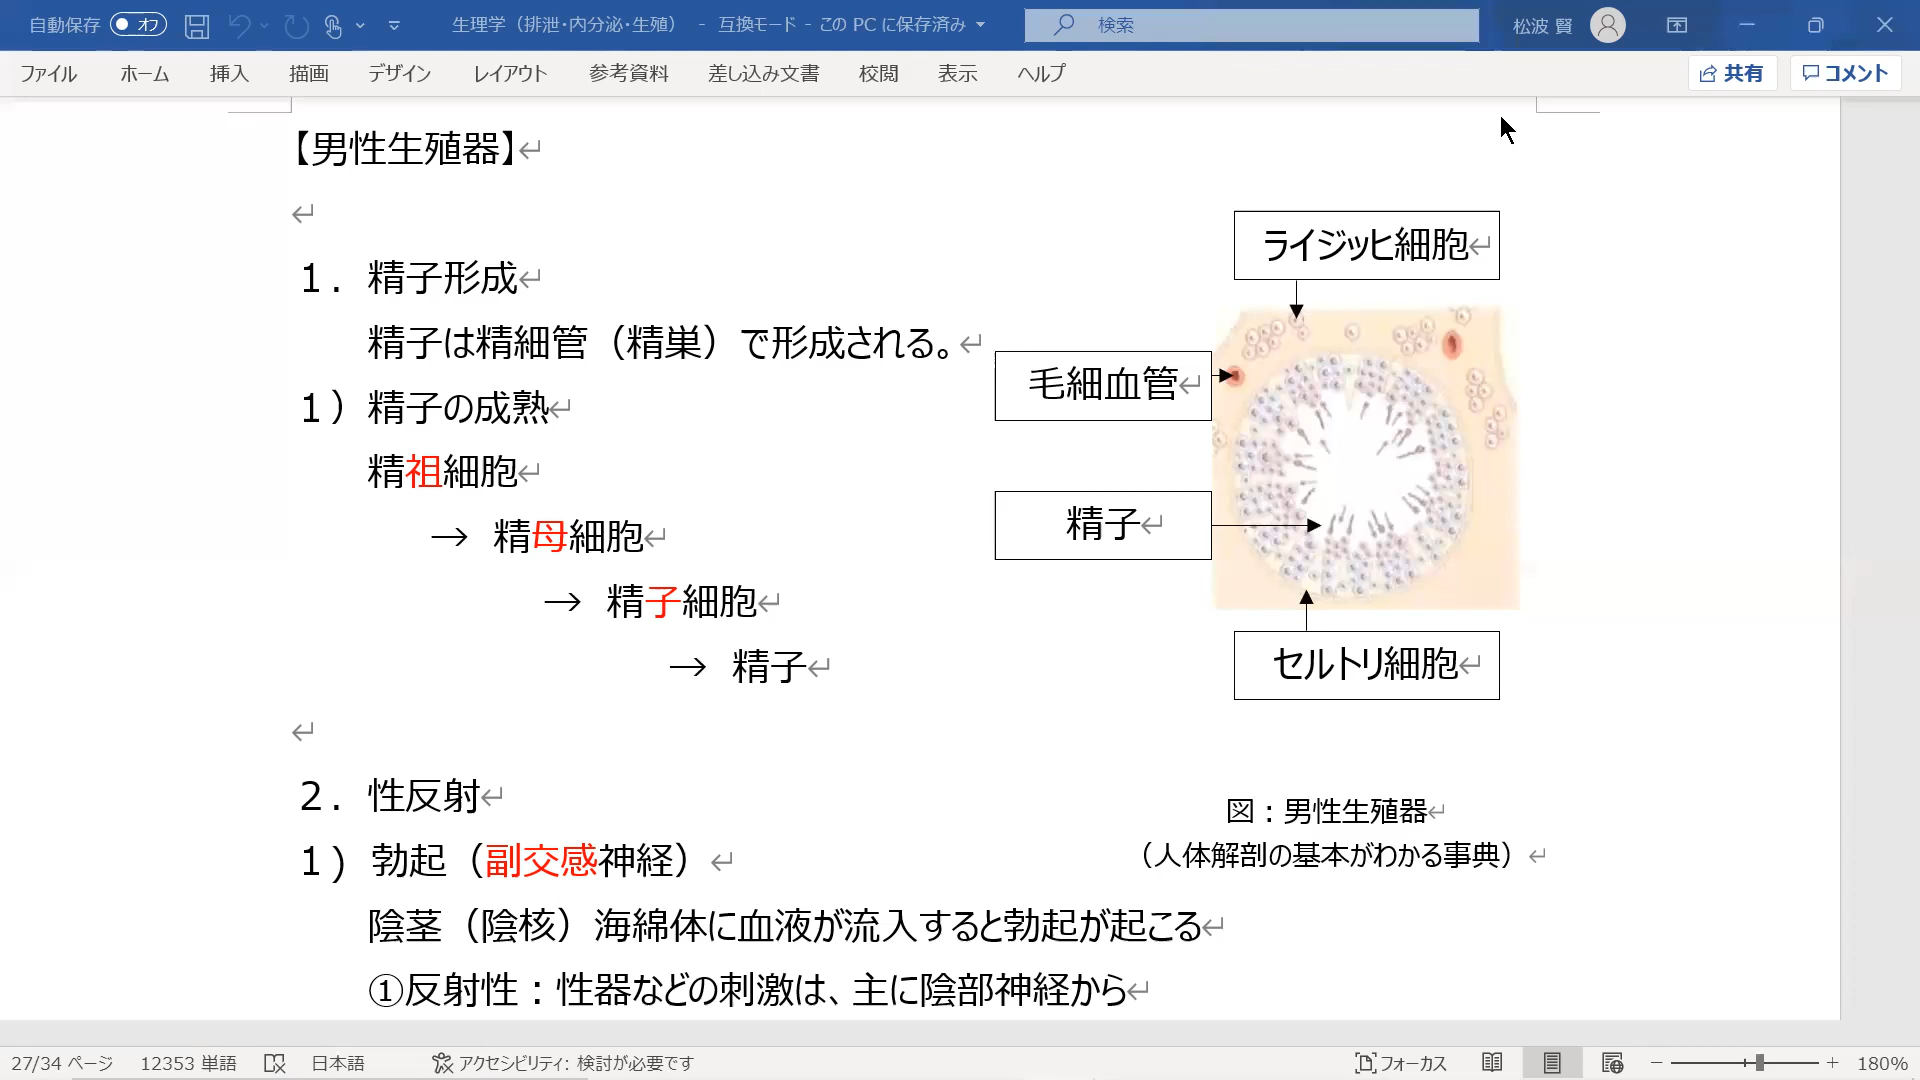 自動保存 オフ 生理学（排泄・内分泌・生殖） - 互換モード - この PC に保存済み 検索 松波 賢
ファイル ホーム 挿入 描画 デザイン レイアウト 参考資料 差し込み文書 校閲 表示 ヘルプ 共有 コメント
【男性生殖器】↵
↵
１．精子形成↵
精子は精細管（精巣）で形成される。↵
１）精子の成熟↵
精祖細胞↵
→ 精母細胞↵
→ 精子細胞↵
→ 精子↵
↵
ライジッヒ細胞↵
毛細血管↵
精子↵
セルトリ細胞↵
図：男性生殖器↵
（人体解剖の基本がわかる事典）↵
２．性反射↵
１）勃起（副交感神経）↵
陰茎（陰核）海綿体に血液が流入すると勃起が起こる↵
①反射性：性器などの刺激は、主に陰部神経から↵
27/34 ページ 12353 単語 日本語 アクセシビリティ: 検討が必要です フォーカス 180%